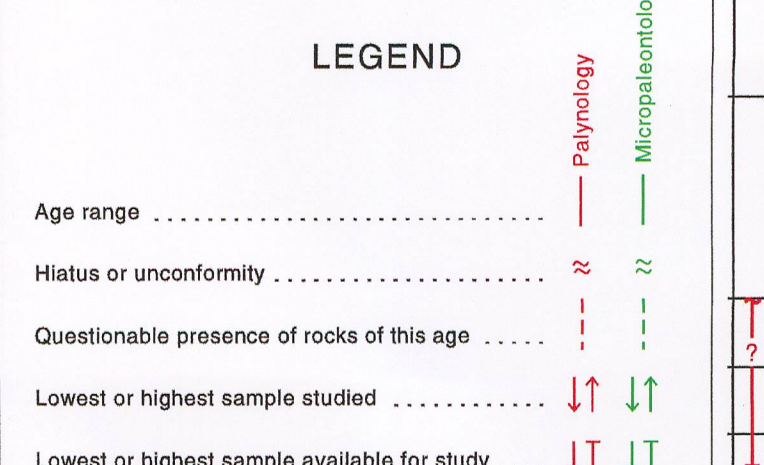 LEGEND
Palynology
Micropaleontolo
Age range ..............................
Hiatus or unconformity .....................
Questionable presence of rocks of this age .....
Lowest or highest sample studied ............
Lowest or highest sample available for study
?